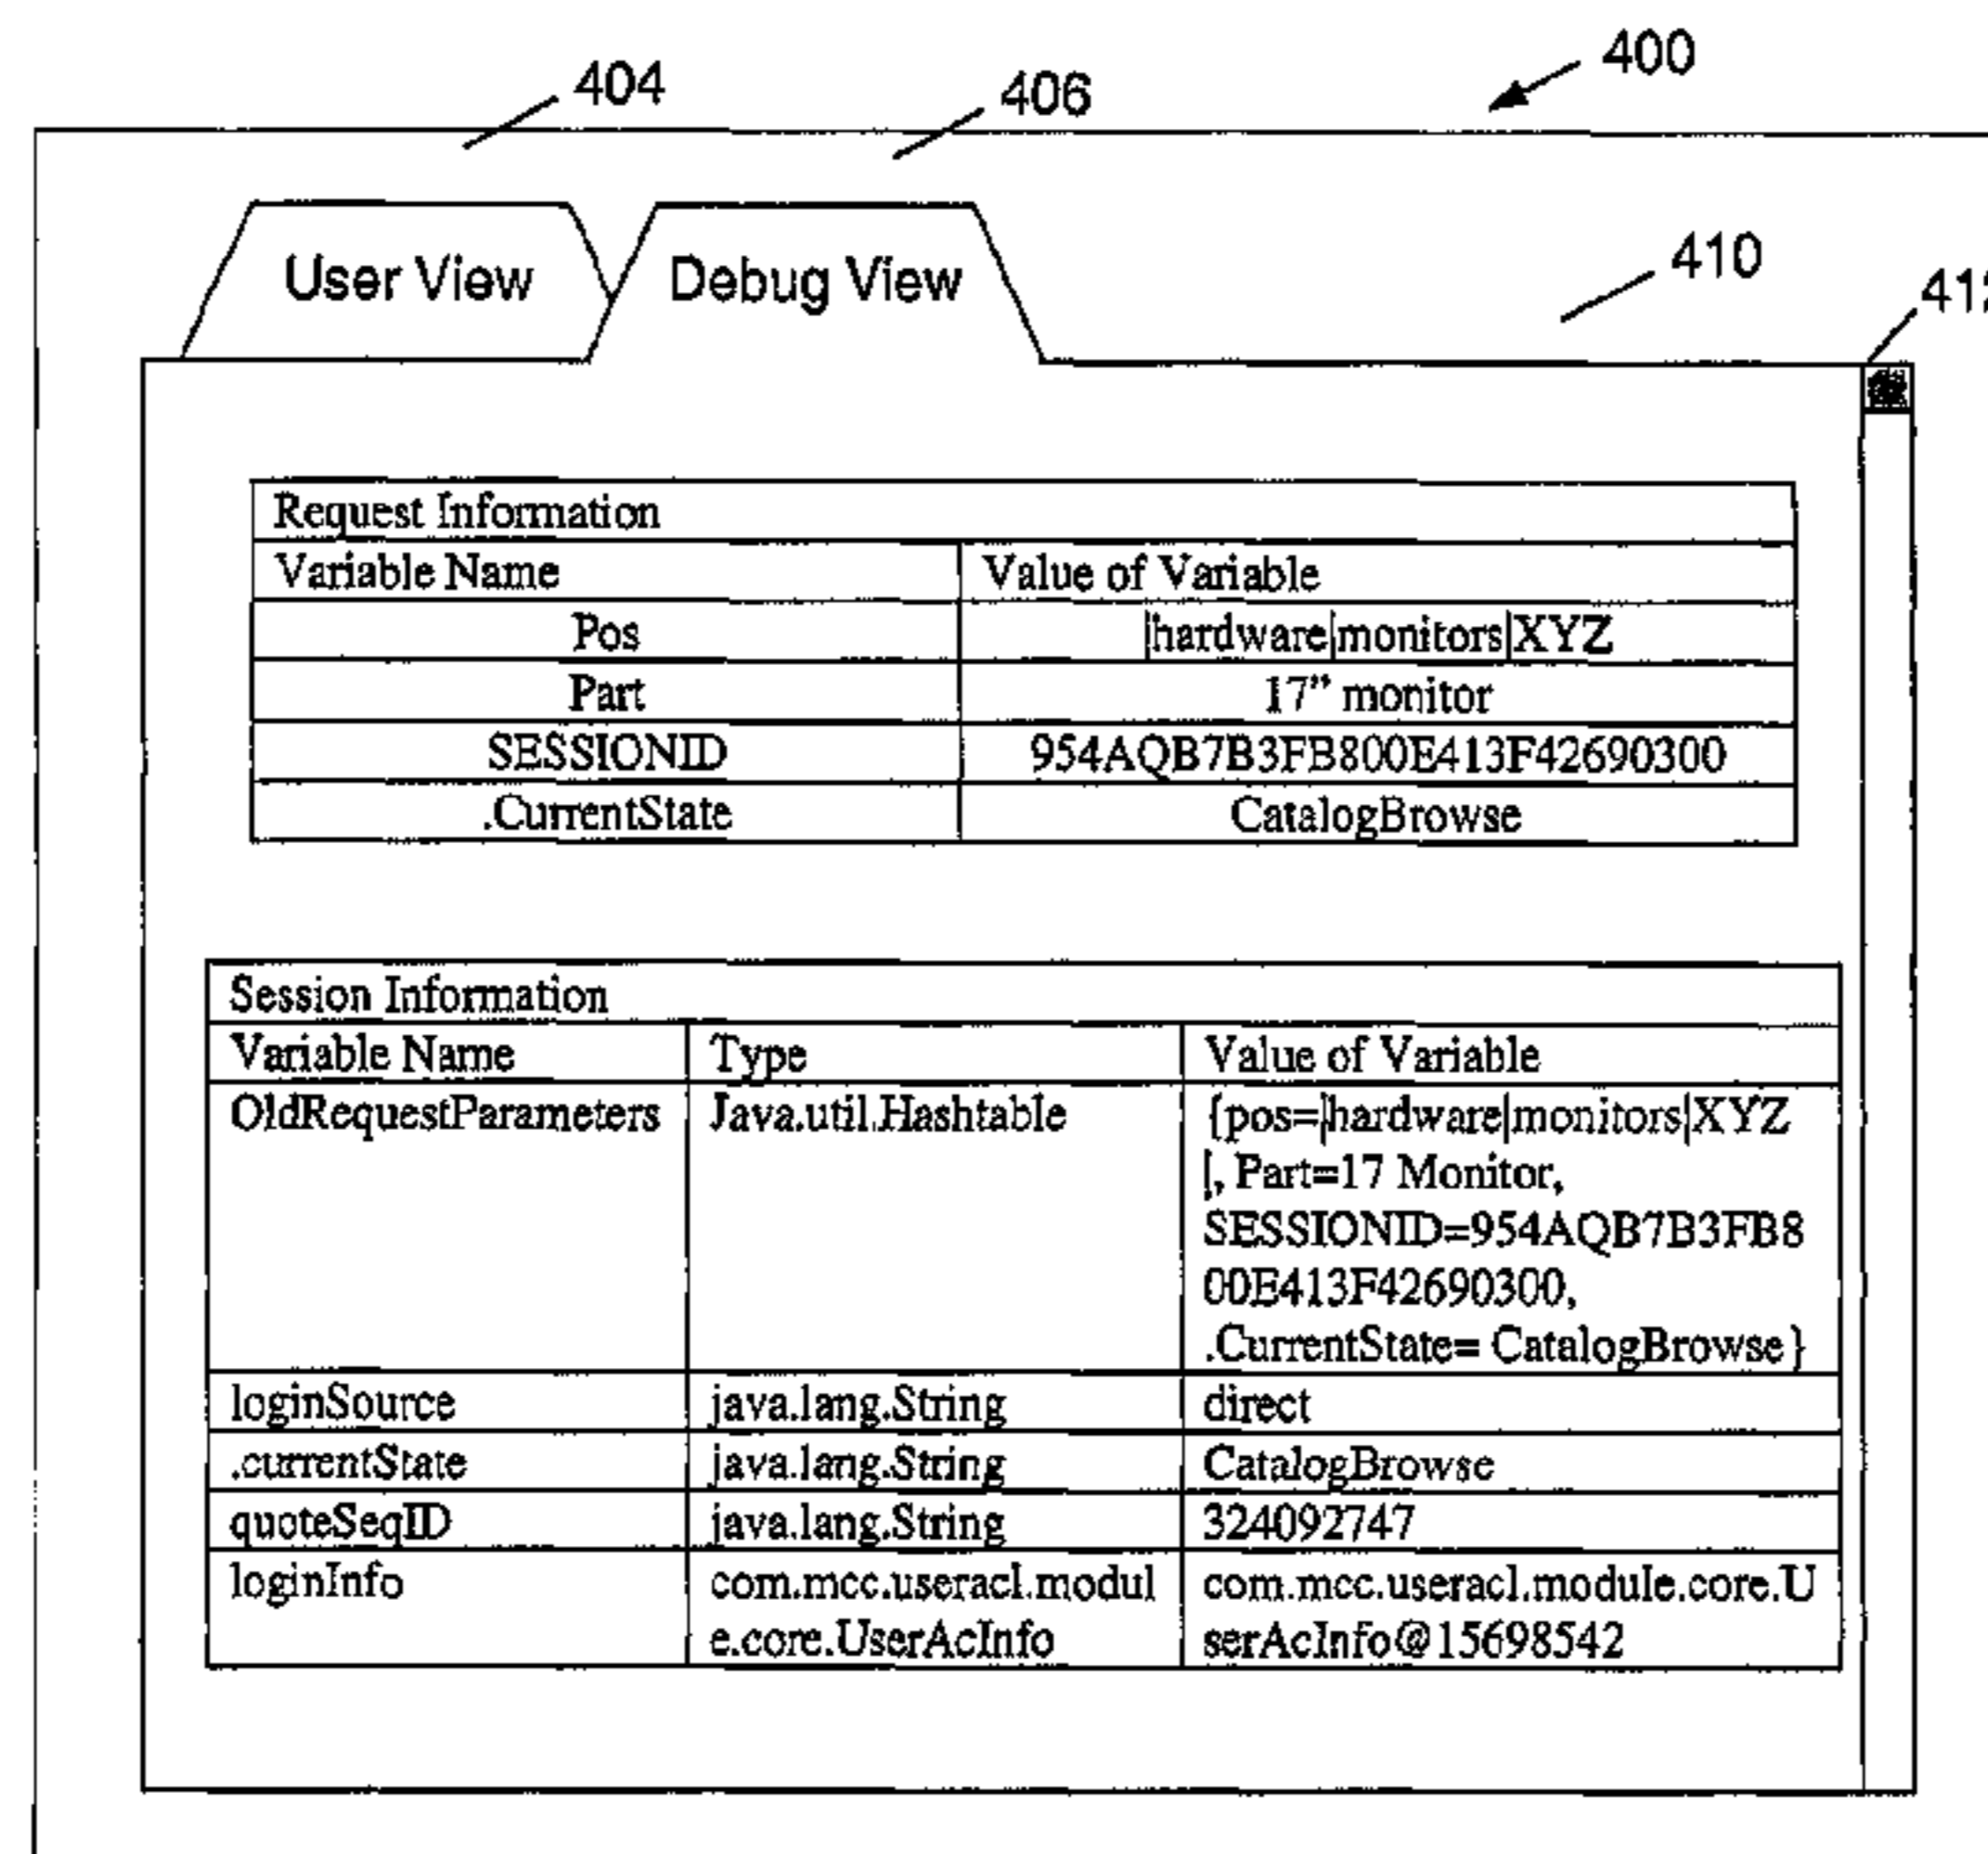 400
404
406
User View
Debug View
410
412
Request Information
Variable Name Value of Variable
Pos |hardware|monitors|XYZ
Part 17” monitor
SESSIONID 954AQB7B3FB800E413F42690300
.CurrentState CatalogBrowse
Session Information
Variable Name Type Value of Variable
OldRequestParameters Java.util.Hashtable {pos=|hardware|monitors|XYZ
|, Part=17 Monitor,
SESSIONID=954AQB7B3FB8
00E413F42690300,
.CurrentState= CatalogBrowse}
loginSource java.lang.String direct
.currentState java.lang.String CatalogBrowse
quoteSeqID java.lang.String 324092747
loginInfo com.mcc.useracl.modul com.mcc.useracl.module.core.U
e.core.UserAcInfo serAcInfo@15698542